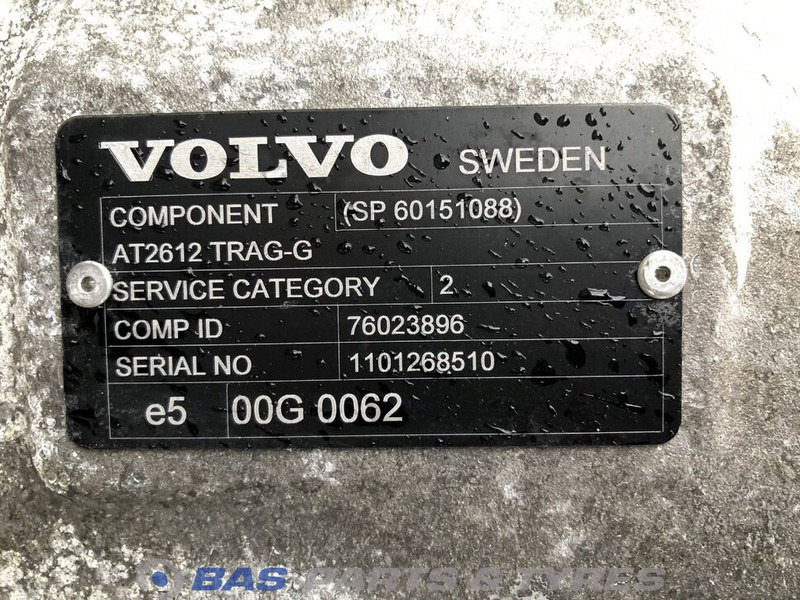 VOLVO SWEDEN
COMPONENT (SP 60151088)
AT2612 TRAG-G
SERVICE CATEGORY 2
COMP ID 76023896
SERIAL NO 1101268510
e5 00G 0062
BAS PARTS & TYRES